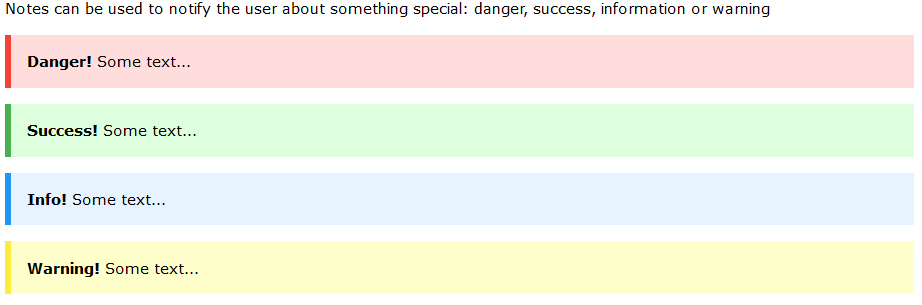 Notes can be used to notify the user about something special: danger, success, information or warning
Danger! Some text...
Success! Some text...
Info! Some text...
Warning! Some text...